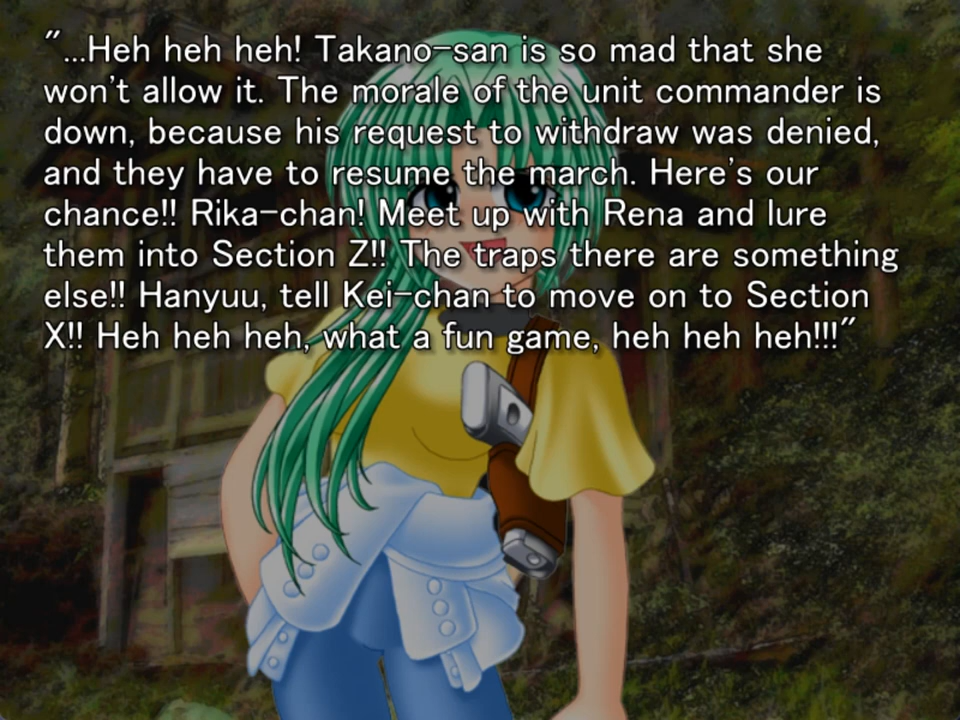 "...Heh heh heh! Takano-san is so mad that she
won't allow it. The morale of the unit commander is
down, because his request to withdraw was denied,
and they have to resume the march. Here's our
chance!! Rika-chan! Meet up with Rena and lure
them into Section Z!! The traps there are something
else!! Hanyuu, tell Kei-chan to move on to Section
X!! Heh heh heh, what a fun game, heh heh heh!!!"